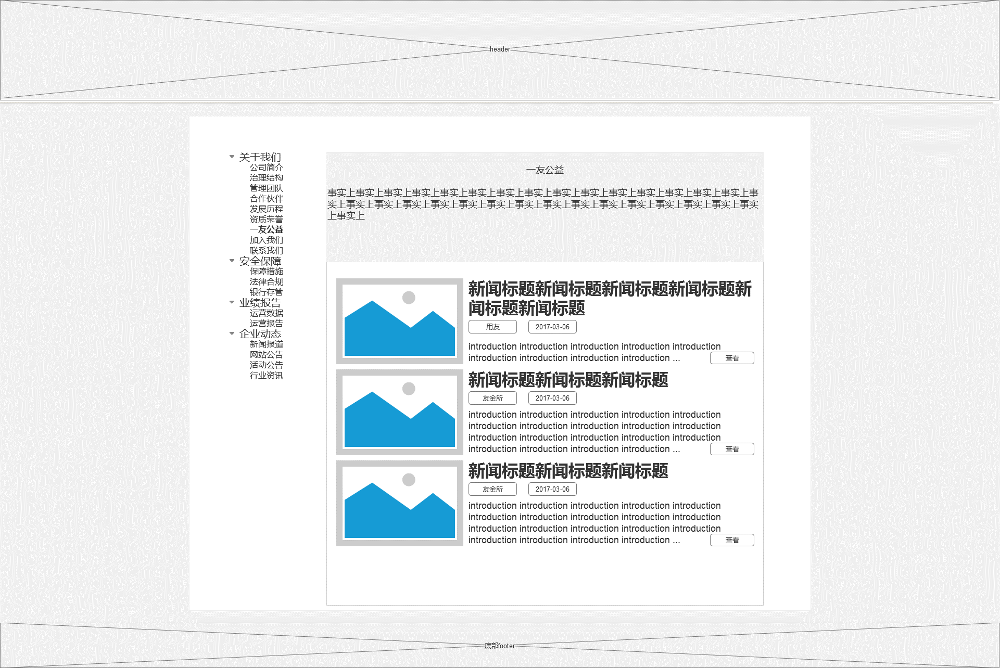 header
关于我们
公司简介
治理结构
管理团队
合作伙伴
发展历程
资质荣誉
一友公益
加入我们
联系我们
安全保障
保障措施
法律合规
银行存管
业绩报告
运营数据
运营报告
企业动态
新闻报道
网站公告
活动公告
行业资讯
一友公益
事实上事实上事实上事实上事实上事实上事实上事实上事实上事实上事实上事实上事实上事实上事实上事
实上事实上事实上事实上事实上事实上事实上事实上事实上事实上事实上事实上事实上事实上事实上事实
上事实上
新闻标题新闻标题新闻标题新闻标题新
闻标题新闻标题
用友 2017-03-06
introduction introduction introduction introduction introduction
introduction introduction introduction introduction ... 查看
新闻标题新闻标题新闻标题
友金所 2017-03-06
introduction introduction introduction introduction introduction
introduction introduction introduction introduction introduction
introduction introduction introduction introduction introduction
introduction introduction introduction introduction ... 查看
新闻标题新闻标题新闻标题
友金所 2017-03-06
introduction introduction introduction introduction introduction
introduction introduction introduction introduction introduction
introduction introduction introduction introduction introduction
introduction introduction introduction introduction ... 查看
底部footer